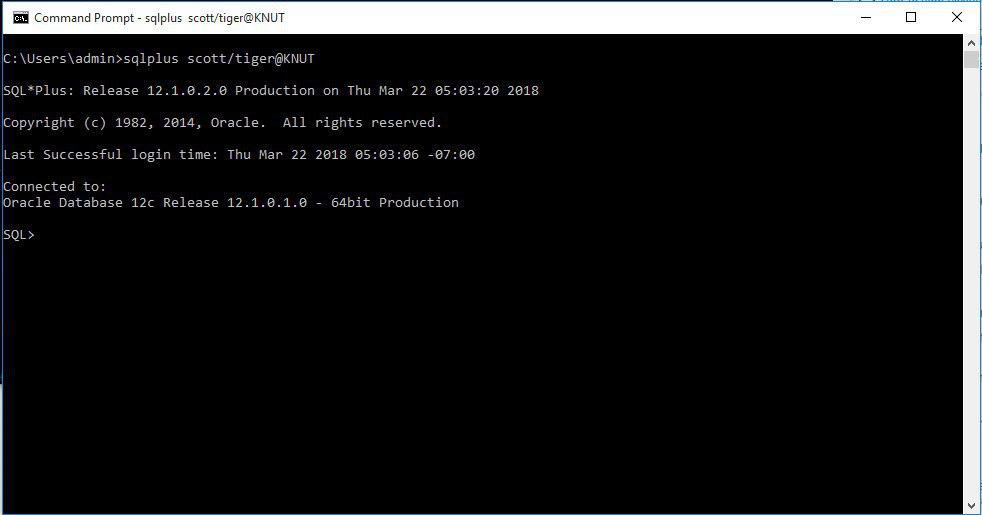 Command Prompt - sqlplus scott/tiger@KNUT
C:\Users\admin>sqlplus scott/tiger@KNUT
SQL*Plus: Release 12.1.0.2.0 Production on Thu Mar 22 05:03:20 2018
Copyright (c) 1982, 2014, Oracle.  All rights reserved.
Last Successful login time: Thu Mar 22 2018 05:03:06 -07:00
Connected to:
Oracle Database 12c Release 12.1.0.1.0 - 64bit Production
SQL>